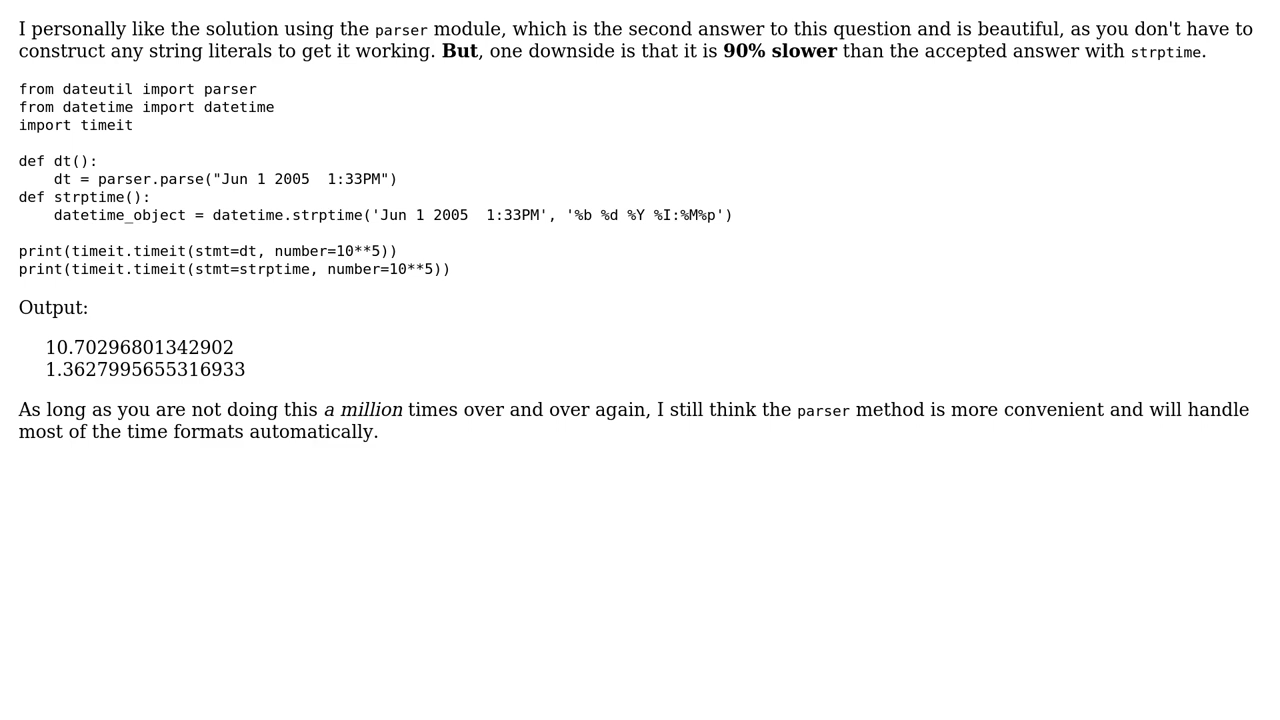 I personally like the solution using the parser module, which is the second answer to this question and is beautiful, as you don't have to
construct any string literals to get it working. But, one downside is that it is 90% slower than the accepted answer with strptime.
from dateutil import parser
from datetime import datetime
import timeit
def dt():
    dt = parser.parse("Jun 1 2005  1:33PM")
def strptime():
    datetime_object = datetime.strptime('Jun 1 2005  1:33PM', '%b %d %Y %I:%M%p')
print(timeit.timeit(stmt=dt, number=10**5))
print(timeit.timeit(stmt=strptime, number=10**5))
Output:
10.70296801342902
1.3627995655316933
As long as you are not doing this a million times over and over again, I still think the parser method is more convenient and will handle
most of the time formats automatically.